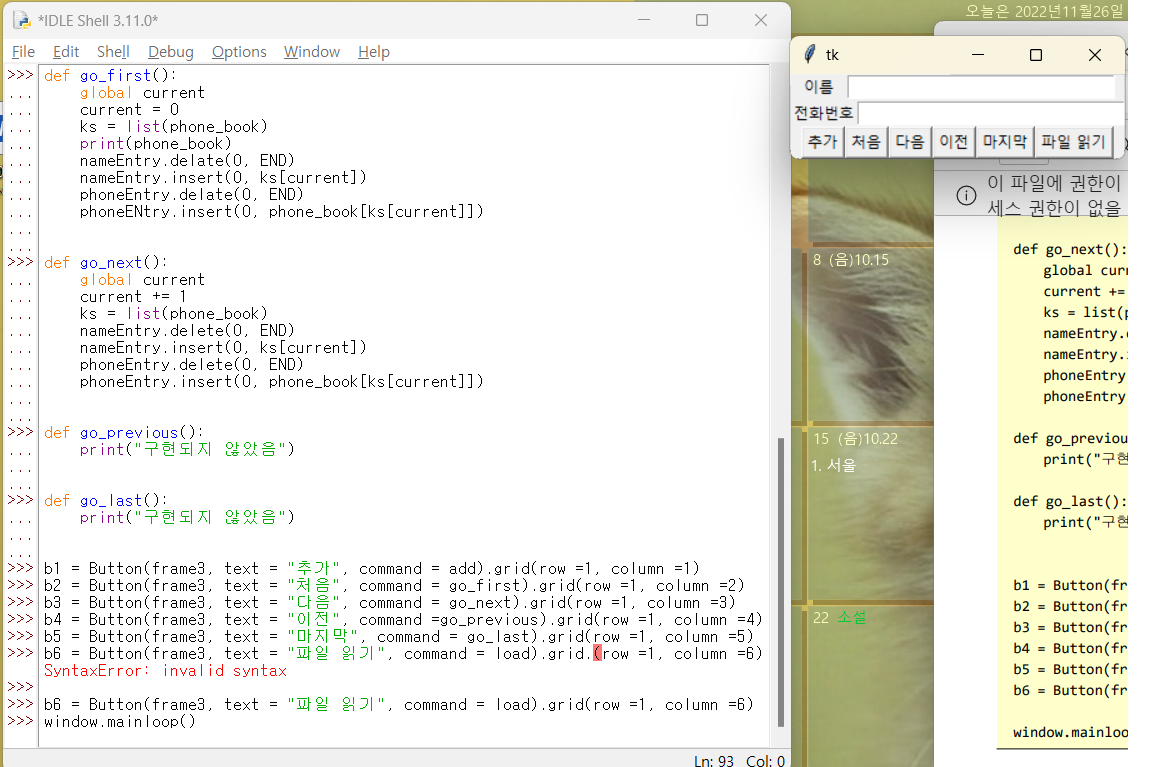 *IDLE Shell 3.11.0*
File Edit Shell Debug Options Window Help
>>> def go_first():
...     global current
...     current = 0
...     ks = list(phone_book)
...     print(phone_book)
...     nameEntry.delate(0, END)
...     nameEntry.insert(0, ks[current])
...     phoneEntry.delate(0, END)
...     phoneENtry.insert(0, phone_book[ks[current]])
...
...
>>> def go_next():
...     global current
...     current += 1
...     ks = list(phone_book)
...     nameEntry.delete(0, END)
...     nameEntry.insert(0, ks[current])
...     phoneEntry.delete(0, END)
...     phoneEntry.insert(0, phone_book[ks[current]])
...
...
>>> def go_previous():
...     print("구현되지 않았음")
...
...
>>> def go_last():
...     print("구현되지 않았음")
...
...
>>> b1 = Button(frame3, text = "추가", command = add).grid(row =1, column =1)
>>> b2 = Button(frame3, text = "처음", command = go_first).grid(row =1, column =2)
>>> b3 = Button(frame3, text = "다음", command = go_next).grid(row =1, column =3)
>>> b4 = Button(frame3, text = "이전", command =go_previous).grid(row =1, column =4)
>>> b5 = Button(frame3, text = "마지막", command = go_last).grid(row =1, column =5)
>>> b6 = Button(frame3, text = "파일 읽기", command = load).grid.(row =1, column =6)
SyntaxError: invalid syntax
>>>
>>> b6 = Button(frame3, text = "파일 읽기", command = load).grid(row =1, column =6)
>>> window.mainloop()
Ln: 93 Col: 0
오늘은 2022년11월26일
tk
이름
전화번호
추가 처음 다음 이전 마지막 파일 읽기
이 파일에 권한이
세스 권한이 없을
8 (음)10.15
15 (음)10.22
1. 서울
22 소설
def go_next():
global curr
current +=
ks = list(p
nameEntry.
nameEntry.
phoneEntry
phoneEntry
def go_previou
print("구현
def go_last():
print("구현
b1 = Button(fr
b2 = Button(fr
b3 = Button(fr
b4 = Button(fr
b5 = Button(fr
b6 = Button(fr
window.mainloo